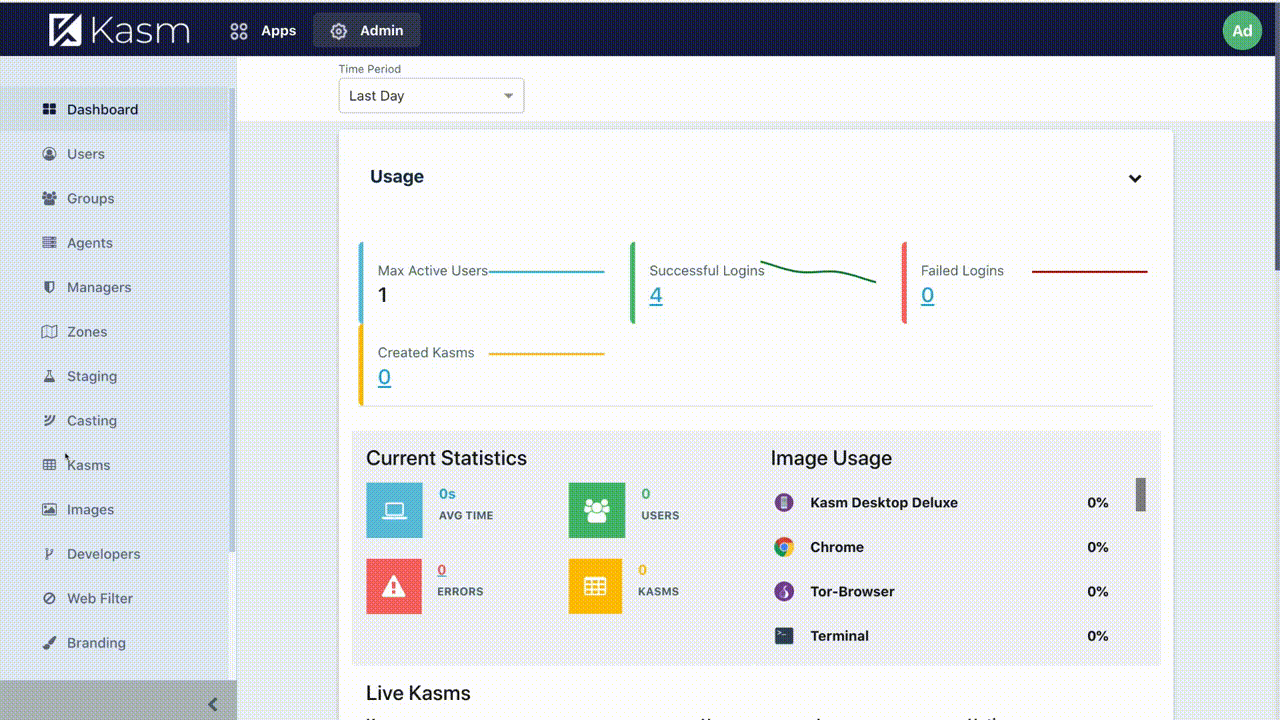 Kasm
Apps
Admin
Ad
Time Period
Last Day
Dashboard
Users
Groups
Agents
Managers
Zones
Staging
Casting
Kasms
Images
Developers
Web Filter
Branding
Usage
Max Active Users
1
Successful Logins
4
Failed Logins
0
Created Kasms
0
Current Statistics
0s
AVG TIME
0
USERS
0
ERRORS
0
KASMS
Image Usage
Kasm Desktop Deluxe 0%
Chrome 0%
Tor-Browser 0%
Terminal 0%
Live Kasms